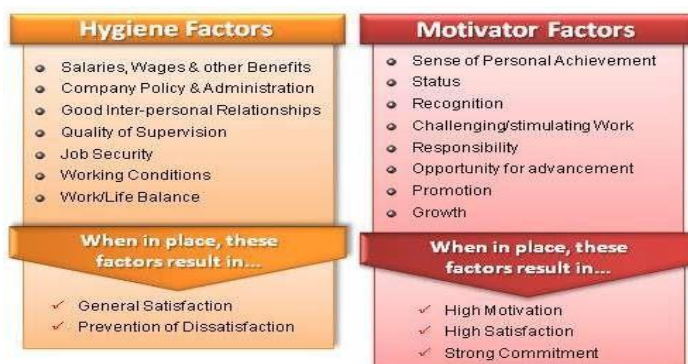 Hygiene Factors
Salaries, Wages & other Benefits
Company Policy & Administration
Good Inter-personal Relationships
Quality of Supervision
Job Security
Working Conditions
Work/Life Balance
When in place, these
factors result in...
General Satisfaction
Prevention of Dissatisfaction
Motivator Factors
Sense of Personal Achievement
Status
Recognition
Challenging/stimulating Work
Responsibility
Opportunity for advancement
Promotion
Growth
When in place, these
factors result in...
High Motivation
High Satisfaction
Strong Commitment